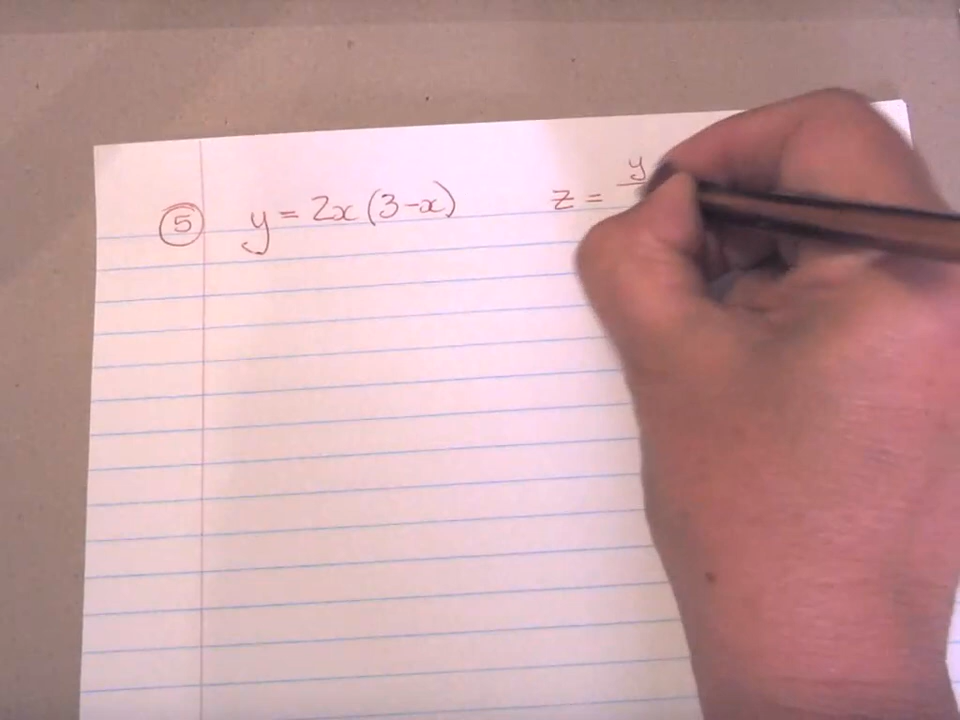 ⑤ y = 2x(3-x) z = y